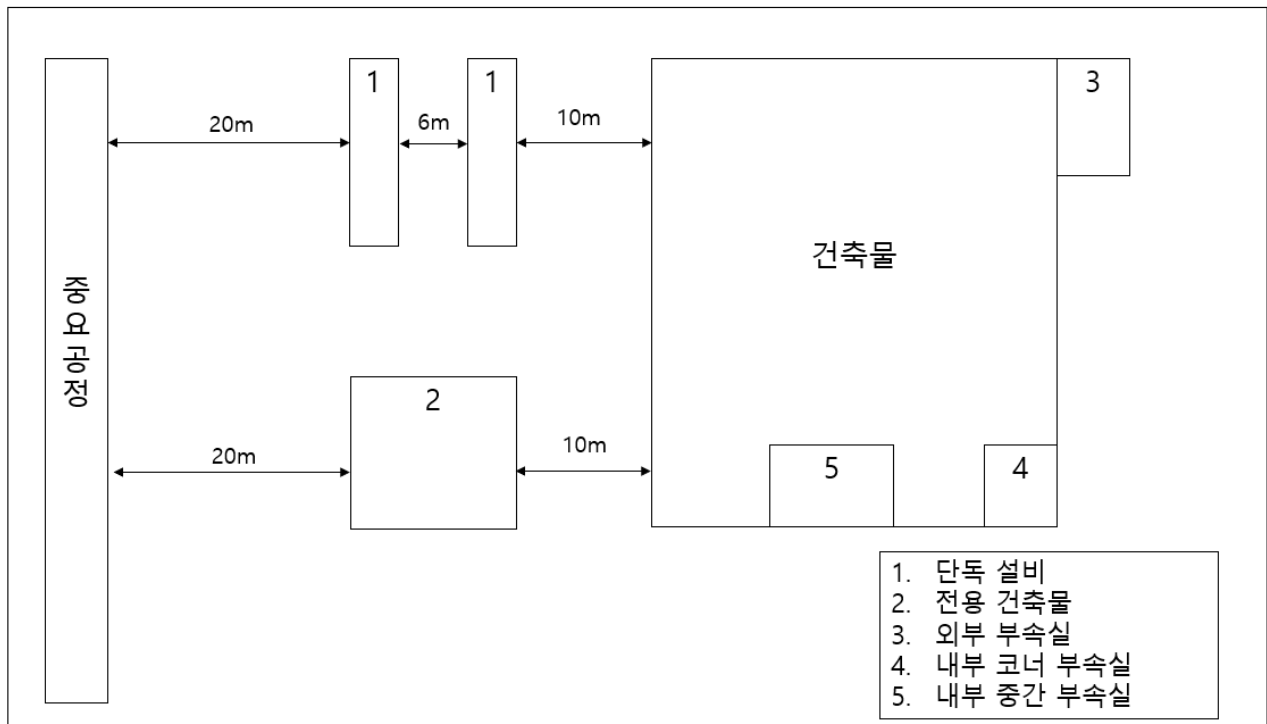 1
1
3
20m
6m
10m
건축물
중요공정
2
20m
10m
5
4
1. 단독 설비
2. 전용 건축물
3. 외부 부속실
4. 내부 코너 부속실
5. 내부 중간 부속실